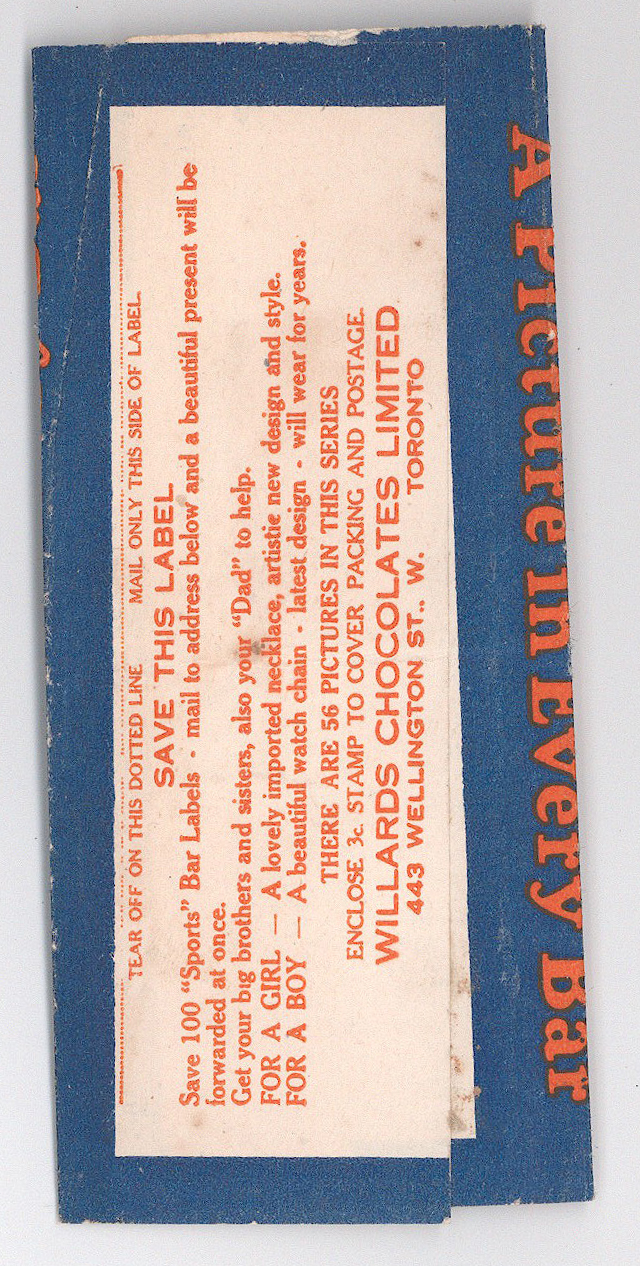 TEAR OFF ON THIS DOTTED LINE MAIL ONLY THIS SIDE OF LABEL.
SAVE THIS LABEL
Save 100 "Sports" Bar Labels - mail to address below and a beautiful present will be
forwarded at once.
Get your big brothers and sisters, also your "Dad" to help.
FOR A GIRL — A lovely imported necklace, artistic new design and style.
FOR A BOY — A beautiful watch chain - latest design - will wear for years.
THERE ARE 56 PICTURES IN THIS SERIES
ENCLOSE 3c. STAMP TO COVER PACKING AND POSTAGE.
WILLARDS CHOCOLATES LIMITED
443 WELLINGTON ST., W. TORONTO
A Picture in Every Bar